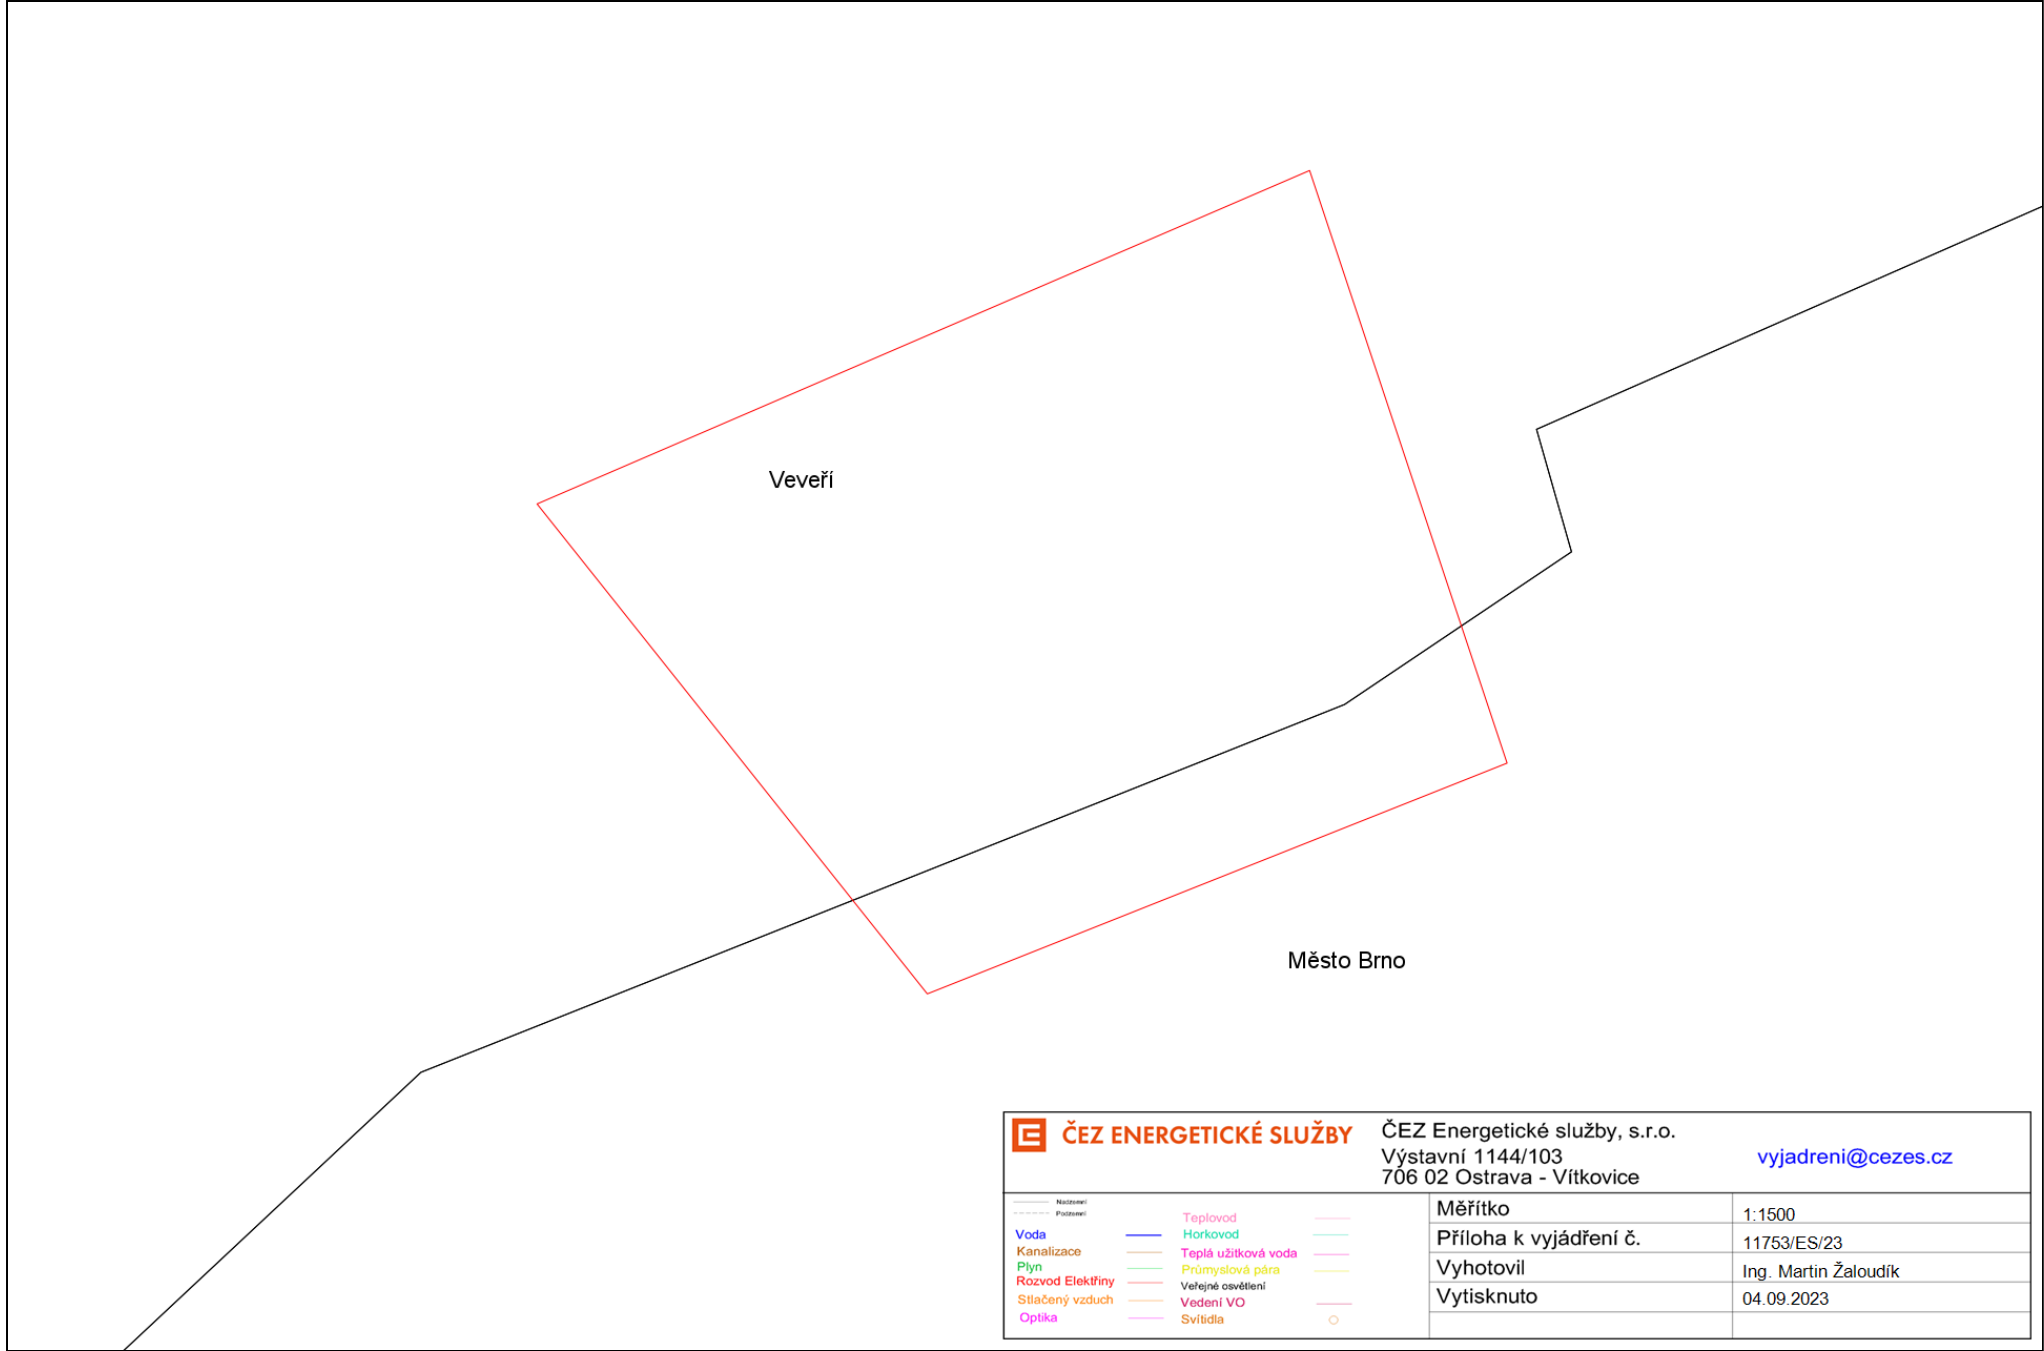 Veveří
Město Brno
ČEZ ENERGETICKÉ SLUŽBY
ČEZ Energetické služby, s.r.o.
Výstavní 1144/103
706 02 Ostrava - Vítkovice
vyjadreni@cezes.cz
Nadzemní
Podzemní
Voda
Kanalizace
Plyn
Rozvod Elektřiny
Stlačený vzduch
Optika
Teplovod
Horkovod
Teplá užitková voda
Průmyslová pára
Veřejné osvětlení
Vedení VO
Svítidla
Měřítko 1:1500
Příloha k vyjádření č. 11753/ES/23
Vyhotovil Ing. Martin Žaloudík
Vytisknuto 04.09.2023